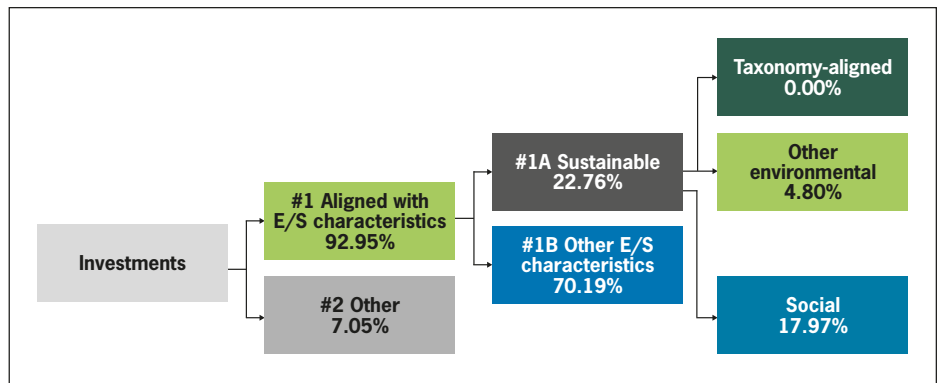 Investments
#1 Aligned with
E/S characteristics
92.95%
#2 Other
7.05%
#1A Sustainable
22.76%
#1B Other E/S
characteristics
70.19%
Taxonomy-aligned
0.00%
Other
environmental
4.80%
Social
17.97%